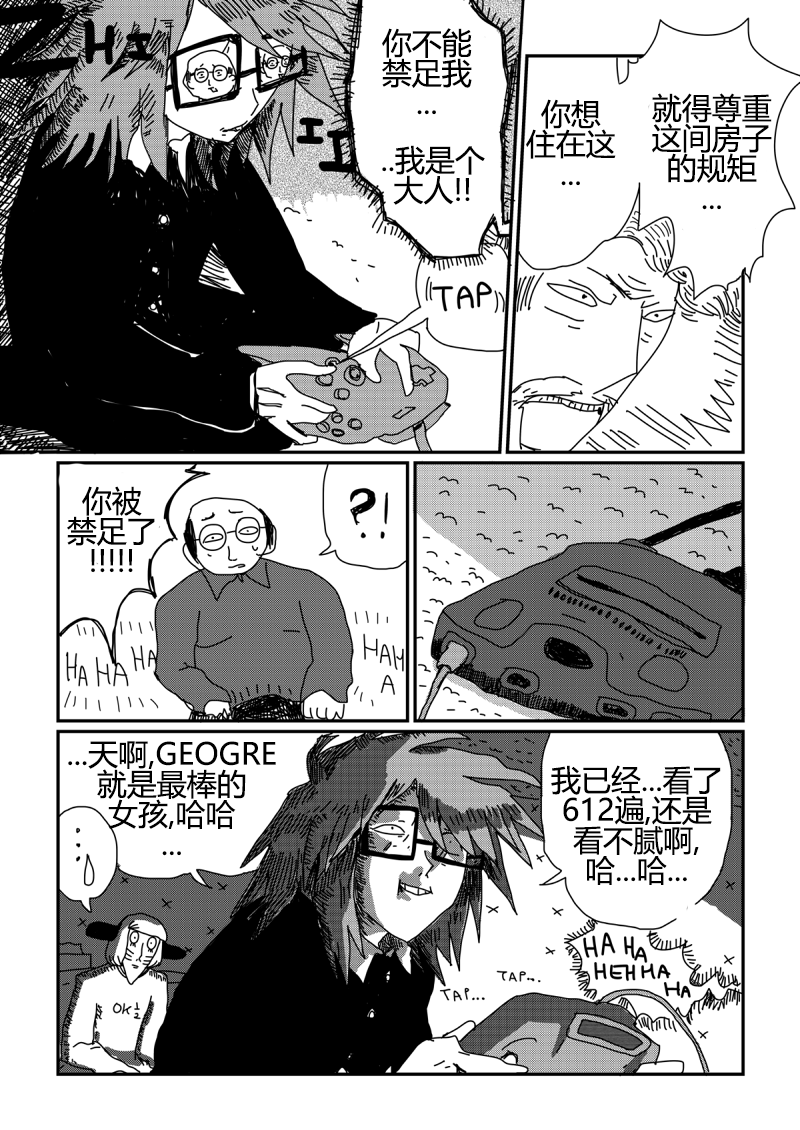 ZHII
II
你不能
禁足我
...
..我是个
大人!!
TAP
你想
住在这
...
就得尊重
这间房子
的规矩
...
你被
禁足了
!!!!!
?!
HA HA HA
HAH
A
...天啊,GEOGRE
就是最棒的
女孩,哈哈
...
...
OK 1/2
我已经...看了
612遍,还是
看不腻啊,
哈...哈...
TAP...
TAP...
HA HA
HEH HA
HA